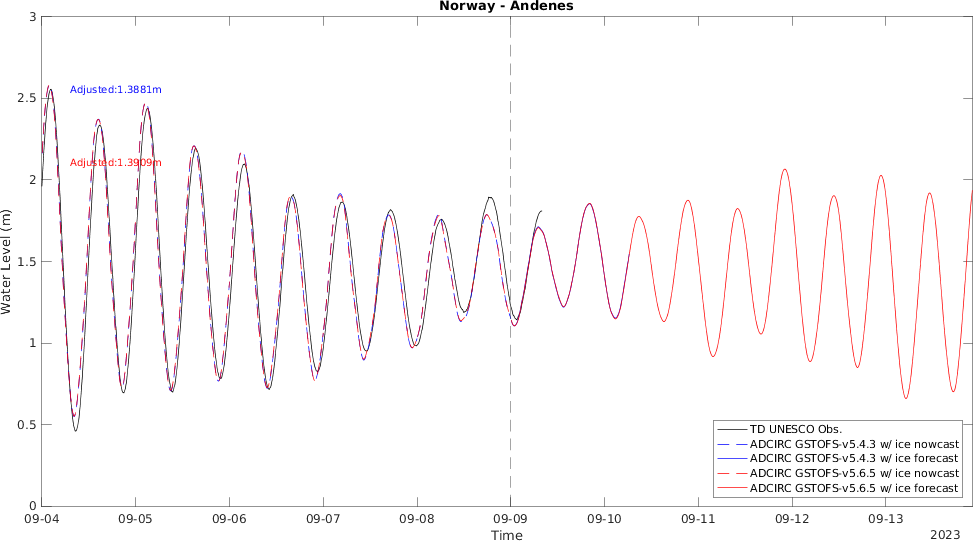 Norway - Andenes
3
2.5
2
1.5
1
0.5
0
Water Level (m)
Adjusted:1.3881m
Adjusted:1.3909m
TD UNESCO Obs.
ADCIRC GSTOFS-v5.4.3 w/ ice nowcast
ADCIRC GSTOFS-v5.4.3 w/ ice forecast
ADCIRC GSTOFS-v5.6.5 w/ ice nowcast
ADCIRC GSTOFS-v5.6.5 w/ ice forecast
09-04 09-05 09-06 09-07 09-08 09-09 09-10 09-11 09-12 09-13
Time
2023